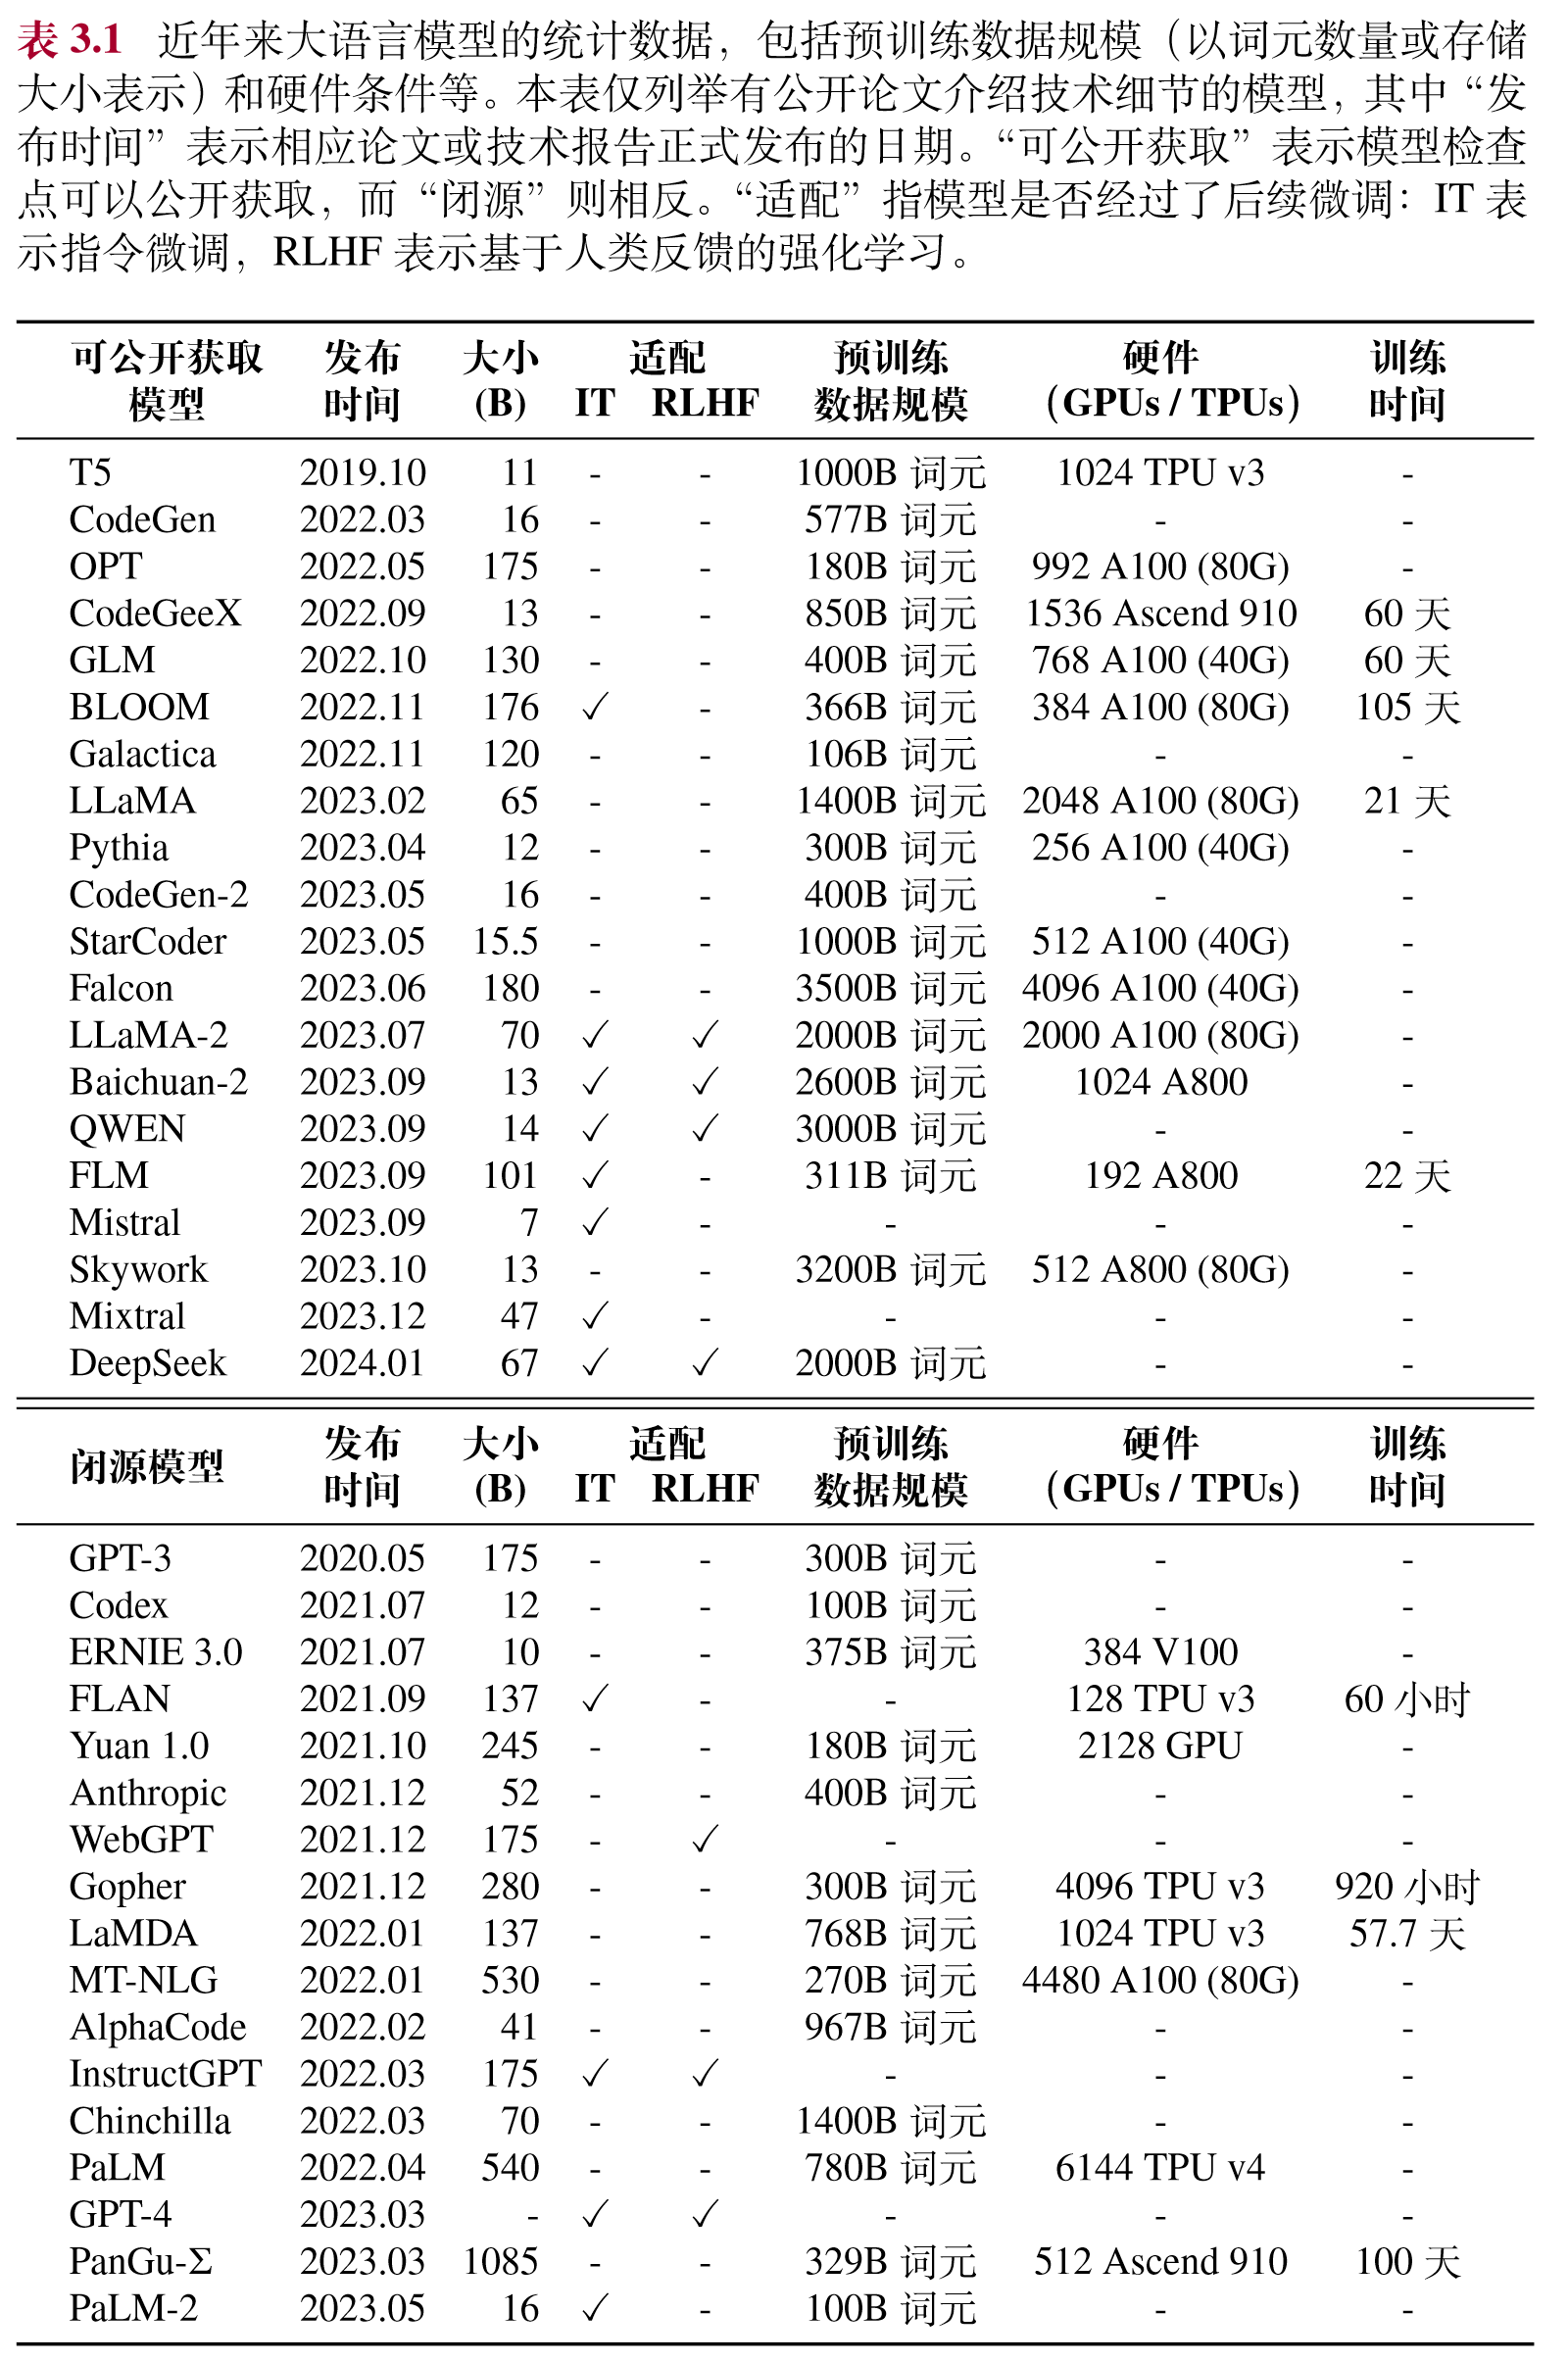 表 3.1 近年来大语言模型的统计数据，包括预训练数据规模（以词元数量或存储
大小表示）和硬件条件等。本表仅列举有公开论文介绍技术细节的模型，其中“发
布时间”表示相应论文或技术报告正式发布的日期。“可公开获取”表示模型检查
点可以公开获取，而“闭源”则相反。“适配”指模型是否经过了后续微调：IT 表
示指令微调，RLHF 表示基于人类反馈的强化学习。
可公开获取 发布 大小 适配 预训练 硬件 训练
模型 时间 (B) IT RLHF 数据规模 （GPUs / TPUs） 时间
T5 2019.10 11 - - 1000B 词元 1024 TPU v3 -
CodeGen 2022.03 16 - - 577B 词元 - -
OPT 2022.05 175 - - 180B 词元 992 A100 (80G) -
CodeGeeX 2022.09 13 - - 850B 词元 1536 Ascend 910 60 天
GLM 2022.10 130 - - 400B 词元 768 A100 (40G) 60 天
BLOOM 2022.11 176 ✓ - 366B 词元 384 A100 (80G) 105 天
Galactica 2022.11 120 - - 106B 词元 - -
LLaMA 2023.02 65 - - 1400B 词元 2048 A100 (80G) 21 天
Pythia 2023.04 12 - - 300B 词元 256 A100 (40G) -
CodeGen-2 2023.05 16 - - 400B 词元 - -
StarCoder 2023.05 15.5 - - 1000B 词元 512 A100 (40G) -
Falcon 2023.06 180 - - 3500B 词元 4096 A100 (40G) -
LLaMA-2 2023.07 70 ✓ ✓ 2000B 词元 2000 A100 (80G) -
Baichuan-2 2023.09 13 ✓ ✓ 2600B 词元 1024 A800 -
QWEN 2023.09 14 ✓ ✓ 3000B 词元 - -
FLM 2023.09 101 ✓ - 311B 词元 192 A800 22 天
Mistral 2023.09 7 ✓ - - - -
Skywork 2023.10 13 - - 3200B 词元 512 A800 (80G) -
Mixtral 2023.12 47 ✓ - - - -
DeepSeek 2024.01 67 ✓ ✓ 2000B 词元 - -
闭源模型 发布 大小 适配 预训练 硬件 训练
时间 (B) IT RLHF 数据规模 （GPUs / TPUs） 时间
GPT-3 2020.05 175 - - 300B 词元 - -
Codex 2021.07 12 - - 100B 词元 - -
ERNIE 3.0 2021.07 10 - - 375B 词元 384 V100 -
FLAN 2021.09 137 ✓ - - 128 TPU v3 60 小时
Yuan 1.0 2021.10 245 - - 180B 词元 2128 GPU -
Anthropic 2021.12 52 - - 400B 词元 - -
WebGPT 2021.12 175 - ✓ - - -
Gopher 2021.12 280 - - 300B 词元 4096 TPU v3 920 小时
LaMDA 2022.01 137 - - 768B 词元 1024 TPU v3 57.7 天
MT-NLG 2022.01 530 - - 270B 词元 4480 A100 (80G) -
AlphaCode 2022.02 41 - - 967B 词元 - -
InstructGPT 2022.03 175 ✓ ✓ - - -
Chinchilla 2022.03 70 - - 1400B 词元 - -
PaLM 2022.04 540 - - 780B 词元 6144 TPU v4 -
GPT-4 2023.03 - ✓ ✓ - - -
PanGu-Σ 2023.03 1085 - - 329B 词元 512 Ascend 910 100 天
PaLM-2 2023.05 16 ✓ - 100B 词元 - -